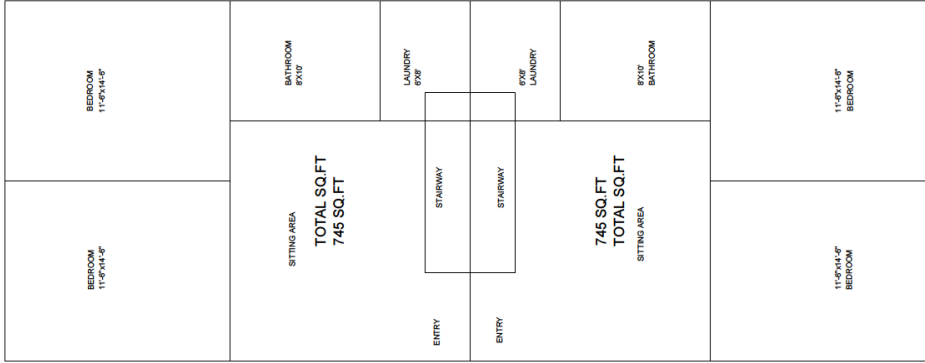 BEDROOM
11'-6"x14'-6"
BATHROOM
8'X10'
LAUNDRY
6'X8'
6'X8'
LAUNDRY
8'X10'
BATHROOM
11'-6"x14'-6"
BEDROOM
BEDROOM
11'-6"x14'-6"
SITTING AREA
TOTAL SQ.FT
745 SQ.FT
STAIRWAY
STAIRWAY
745 SQ.FT
TOTAL SQ.FT
SITTING AREA
11'-6"x14'-6"
BEDROOM
ENTRY
ENTRY